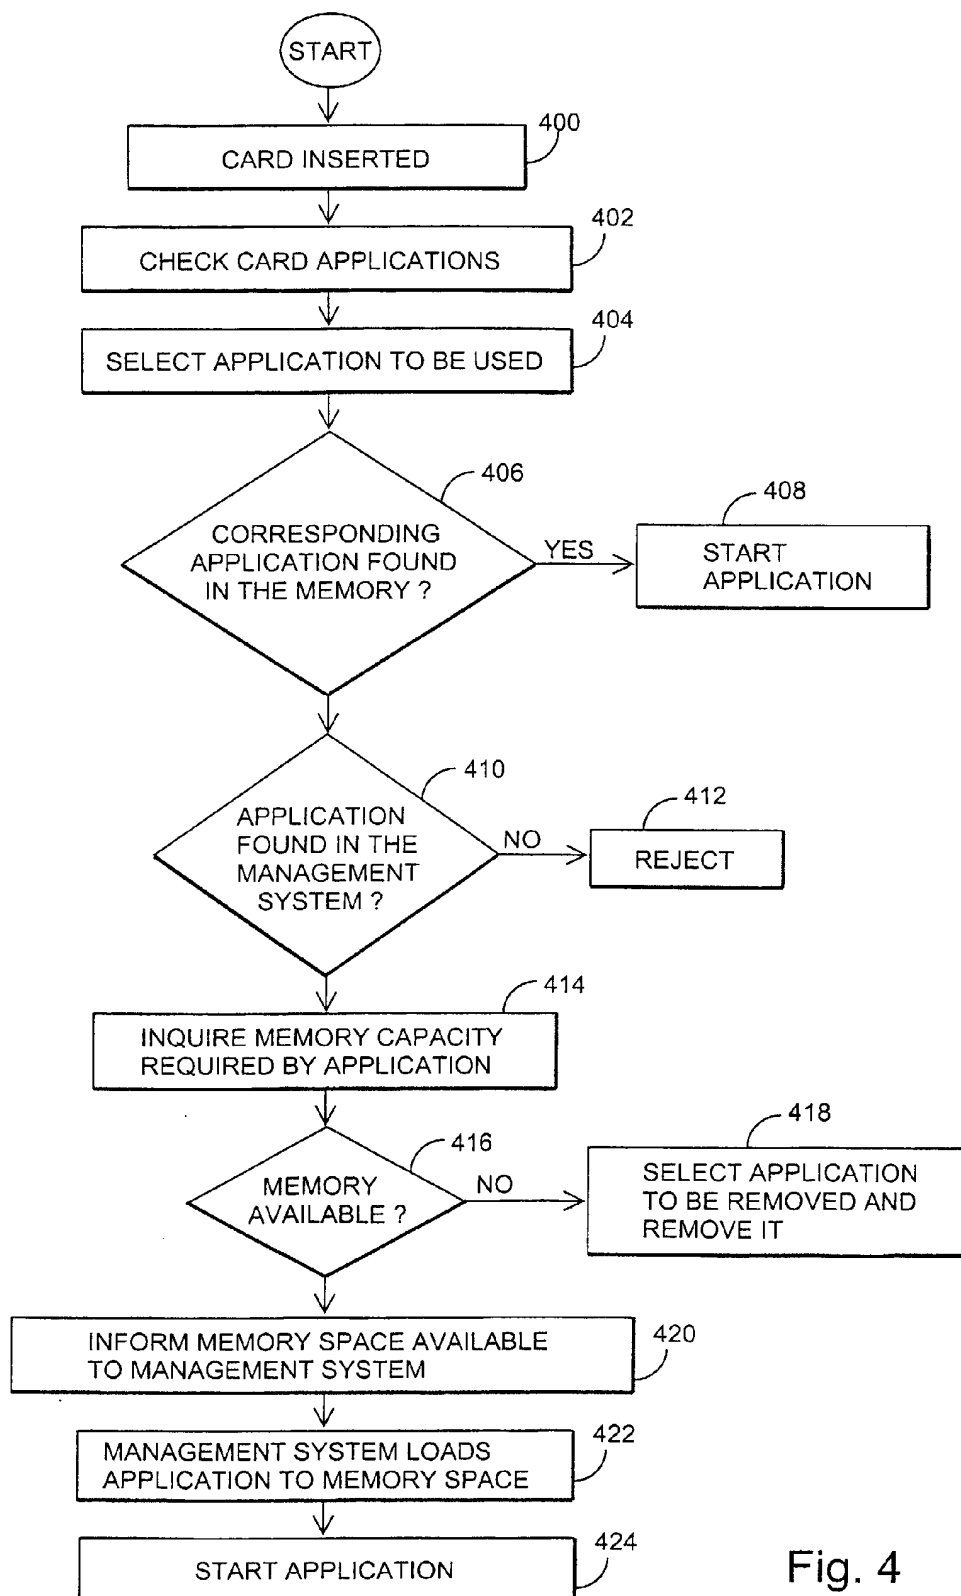 START
400
CARD INSERTED
402
CHECK CARD APPLICATIONS
404
SELECT APPLICATION TO BE USED
406
CORRESPONDING
APPLICATION FOUND
IN THE MEMORY ?
YES
408
START
APPLICATION
410
APPLICATION
FOUND IN THE
MANAGEMENT
SYSTEM ?
NO
412
REJECT
414
INQUIRE MEMORY CAPACITY
REQUIRED BY APPLICATION
416
MEMORY
AVAILABLE ?
NO
418
SELECT APPLICATION
TO BE REMOVED AND
REMOVE IT
INFORM MEMORY SPACE AVAILABLE
TO MANAGEMENT SYSTEM
420
MANAGEMENT SYSTEM LOADS
APPLICATION TO MEMORY SPACE
422
START APPLICATION
424
Fig. 4